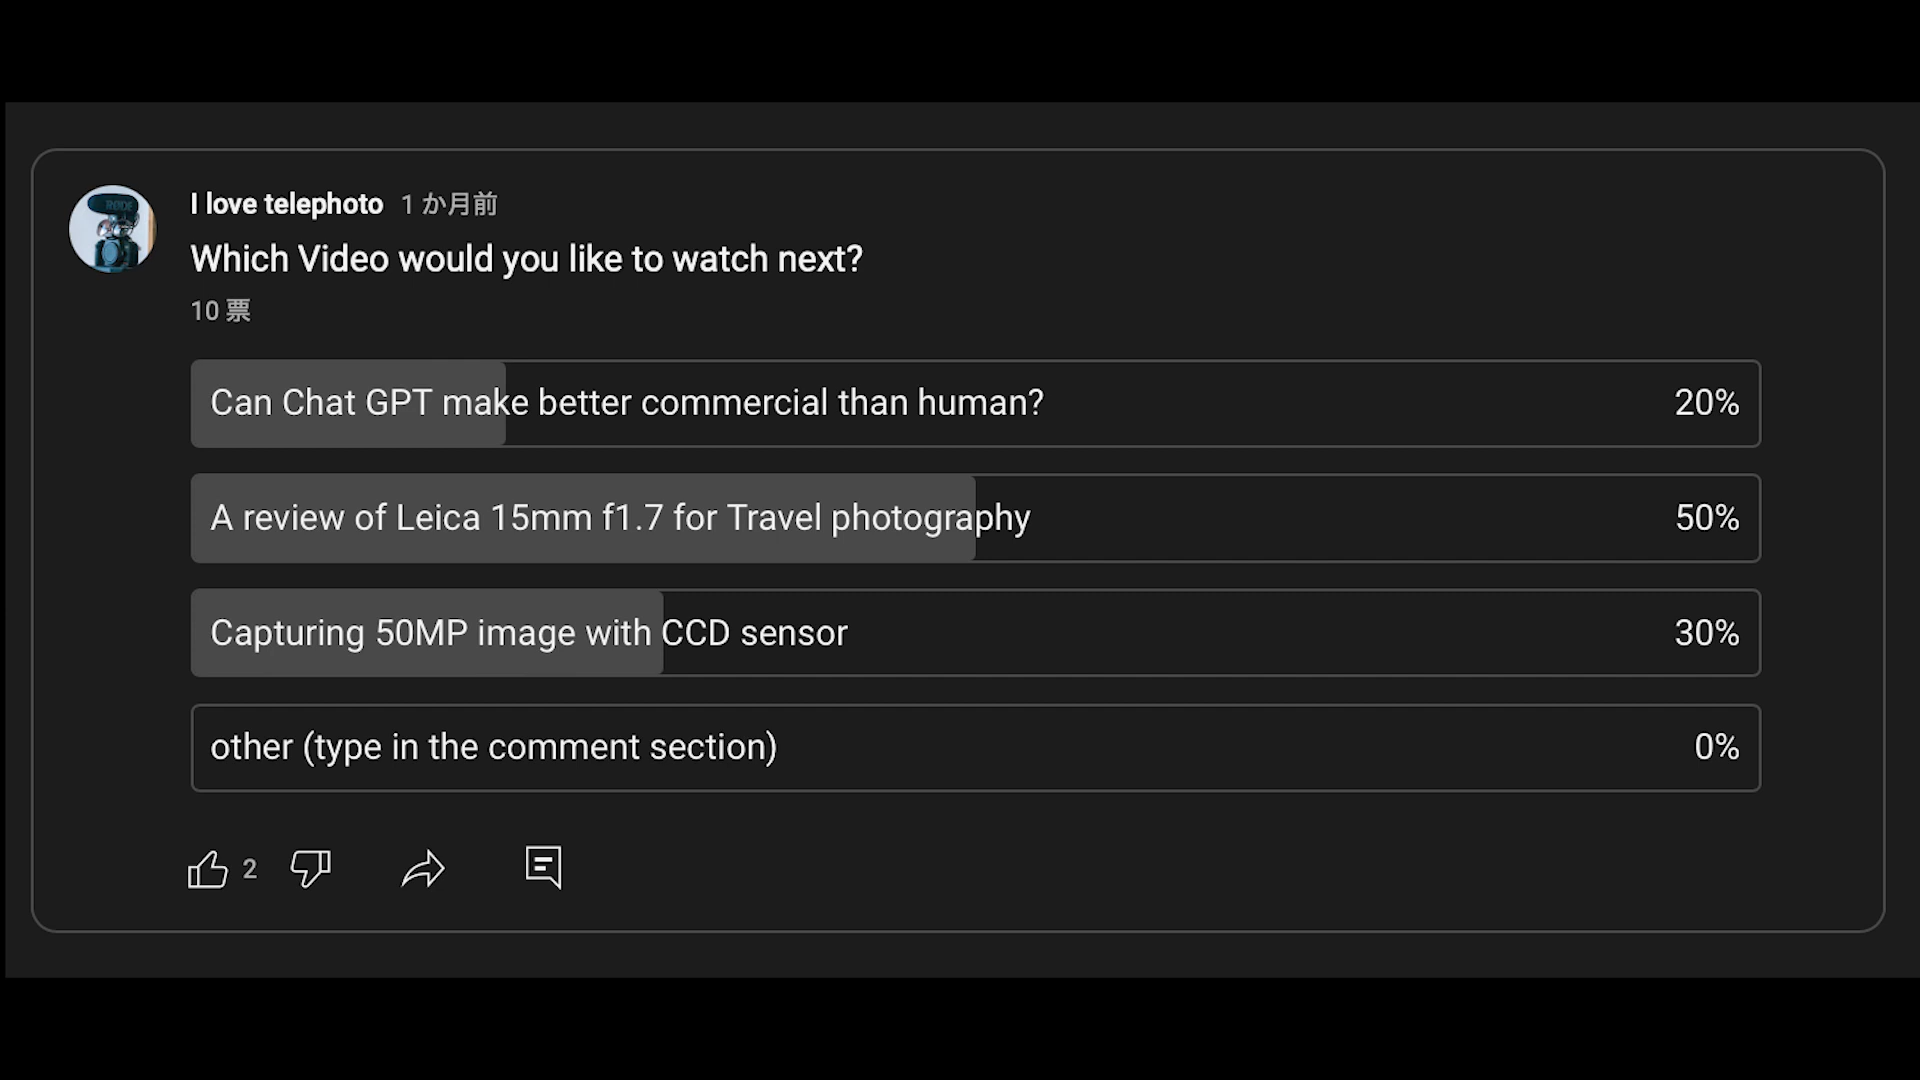 I love telephoto 1 か月前
Which Video would you like to watch next?
10 票
Can Chat GPT make better commercial than human? 20%
A review of Leica 15mm f1.7 for Travel photography 50%
Capturing 50MP image with CCD sensor 30%
other (type in the comment section) 0%
2
RØDE